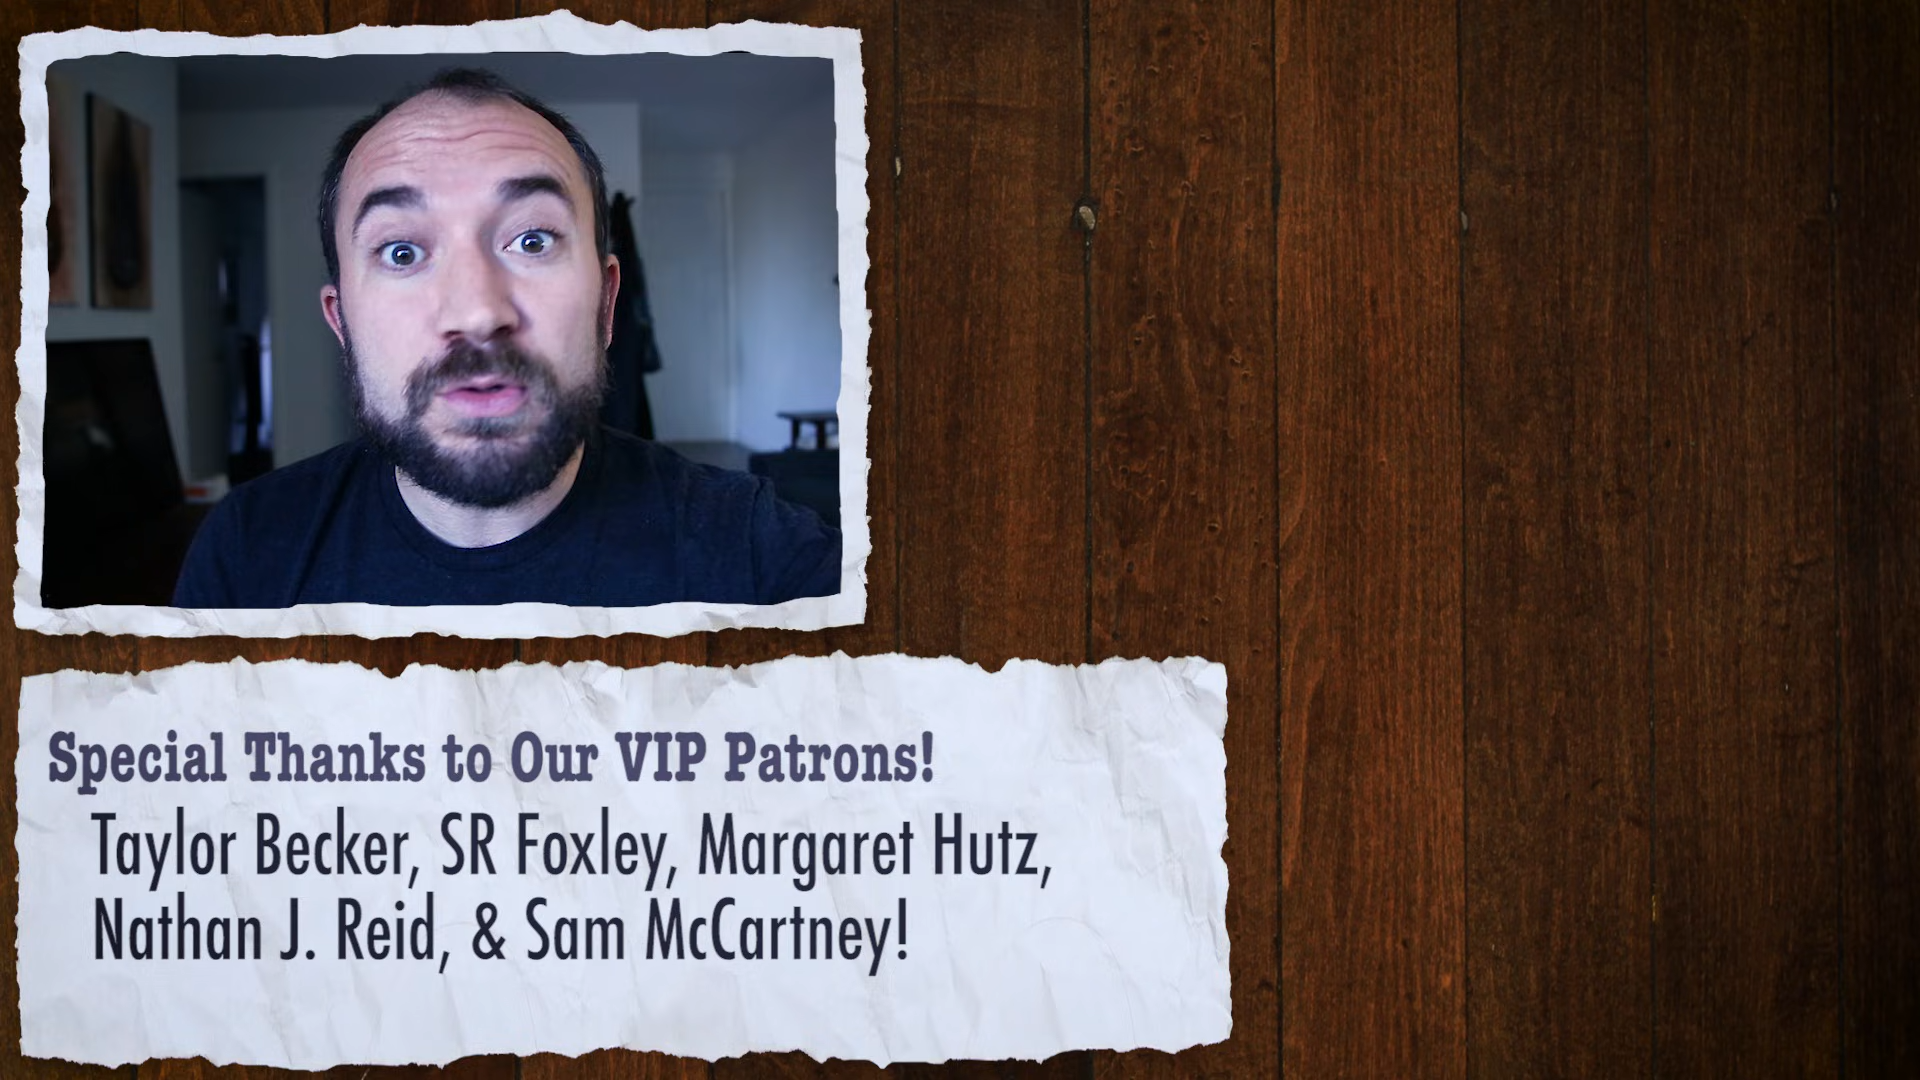 Special Thanks to Our VIP Patrons!
Taylor Becker, SR Foxley, Margaret Hutz,
Nathan J. Reid, & Sam McCartney!